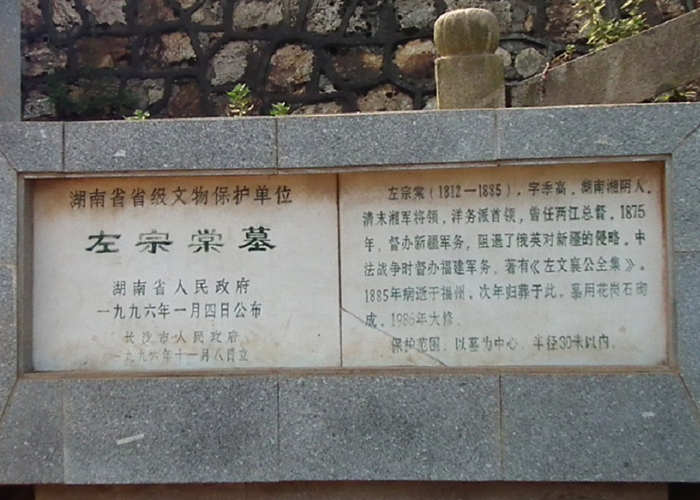 湖南省省级文物保护单位
左宗棠墓
湖南省人民政府
一九九六年一月四日公布
长沙市人民政府
一九九六年十一月八日立
左宗棠(1812—1885),字季高,湖南湘阴人。
清末湘军将领,洋务派首领,曾任两江总督。1875
年,督办新疆军务,阻遏了俄英对新疆的侵略。中
法战争时督办福建军务,著有《左文襄公全集》。
1885年病逝于福州,次年归葬于此。墓用花岗石砌
成,1986年大修。
保护范围:以墓为中心,半径30米以内。